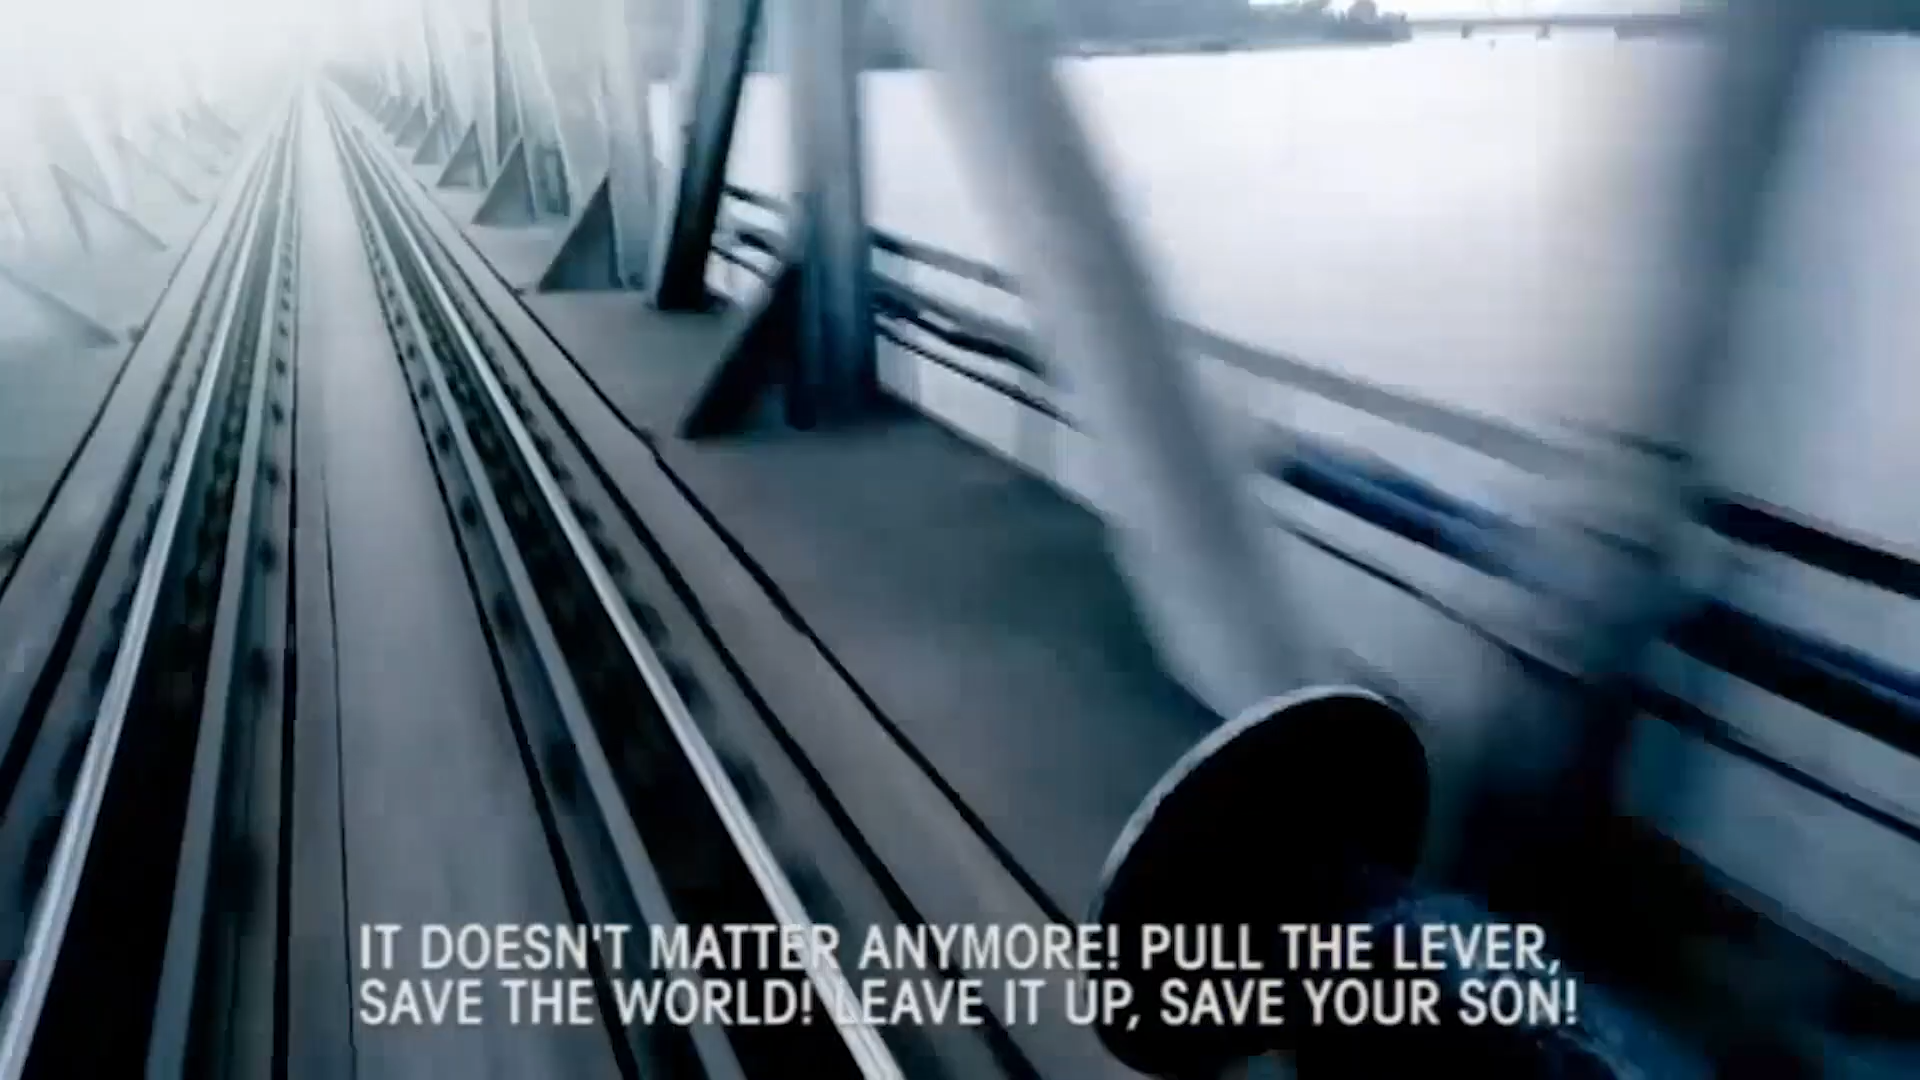 IT DOESN'T MATTER ANYMORE! PULL THE LEVER,
SAVE THE WORLD! LEAVE IT UP, SAVE YOUR SON!